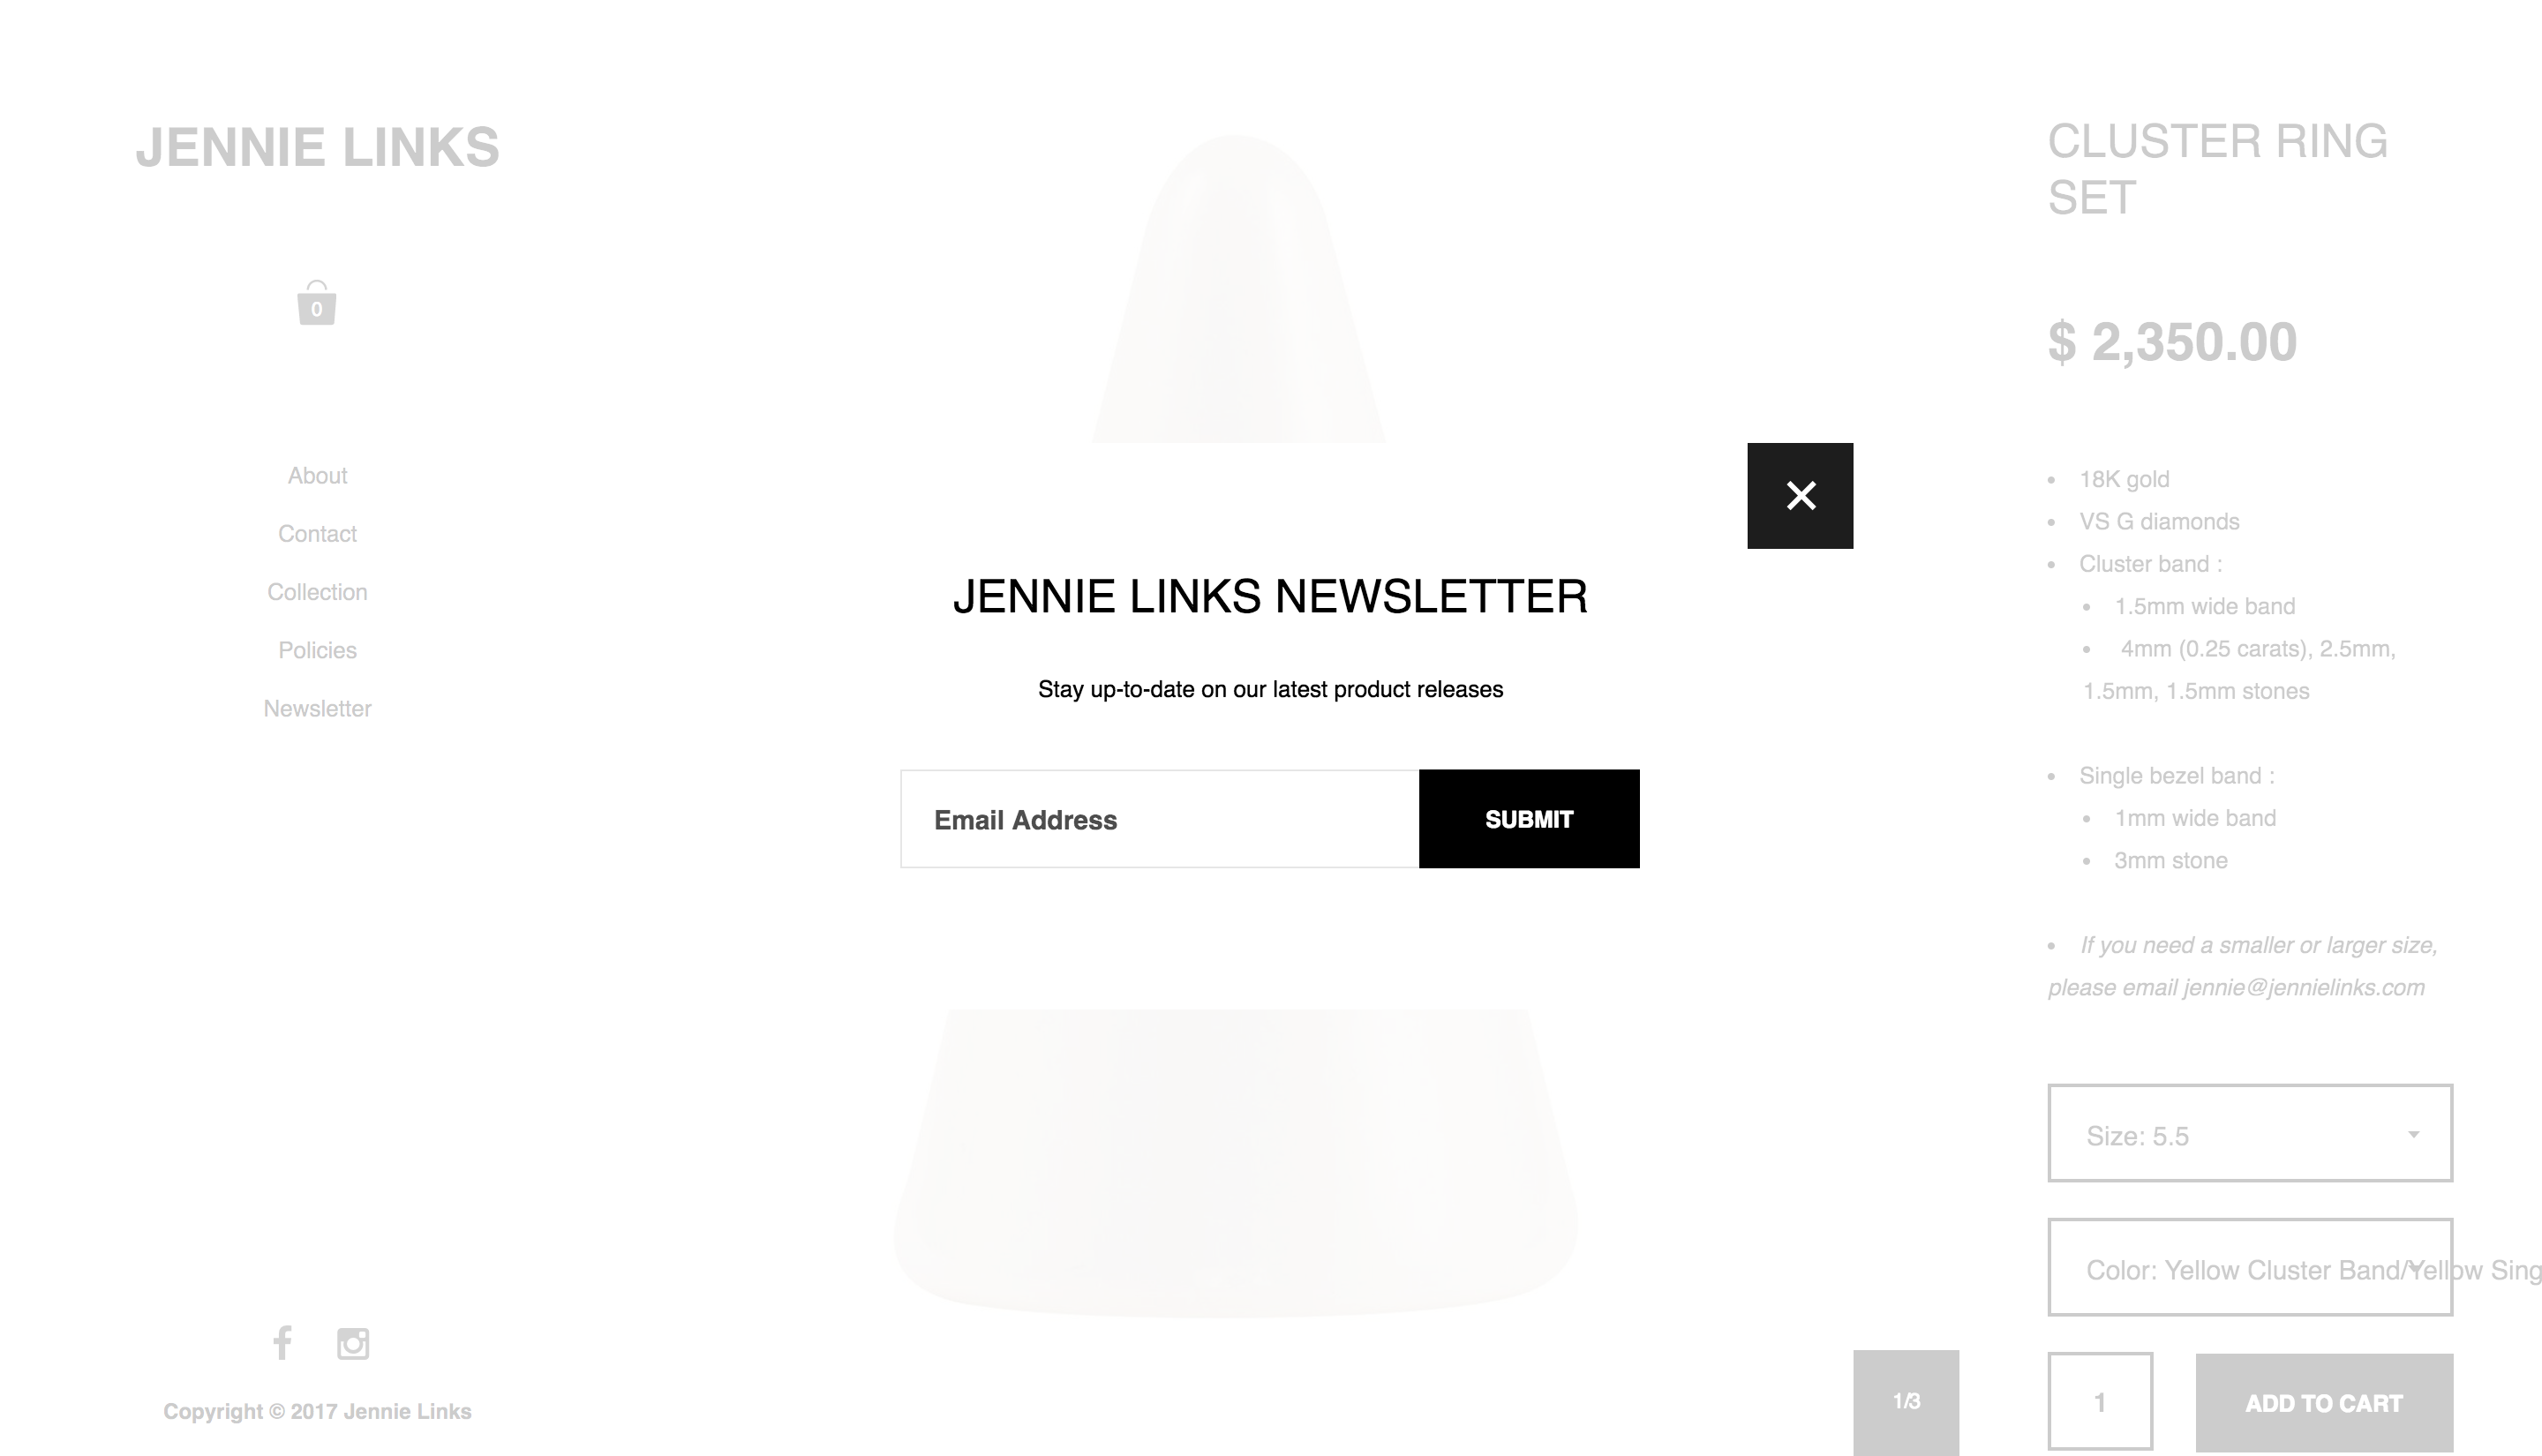 JENNIE LINKS
0
About
Contact
Collection
Policies
Newsletter
Copyright © 2017 Jennie Links
JENNIE LINKS NEWSLETTER
Stay up-to-date on our latest product releases
Email Address
SUBMIT
1/3
CLUSTER RING
SET
$ 2,350.00
18K gold
VS G diamonds
Cluster band :
1.5mm wide band
4mm (0.25 carats), 2.5mm,
1.5mm, 1.5mm stones
Single bezel band :
1mm wide band
3mm stone
If you need a smaller or larger size,
please email jennie@jennielinks.com
Size: 5.5
Color: Yellow Cluster Band/Yellow Sing
1
ADD TO CART